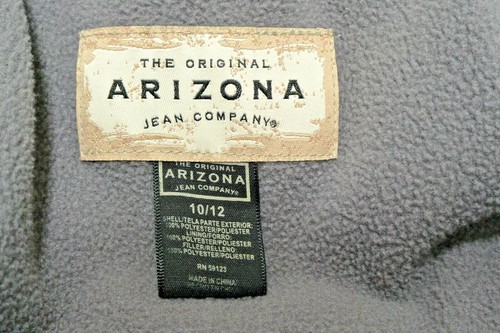 THE ORIGINAL
ARIZONA
JEAN COMPANY®
THE ORIGINAL
ARIZONA
JEAN COMPANY®
10/12
SHELL/TELA PARTE EXTERIOR:
100% POLYESTER/POLIESTER
LINING/FORRO:
100% POLYESTER/POLIESTER
FILLER/RELLENO:
100% POLYESTER/POLIESTER
RN 59123
MADE IN CHINA/